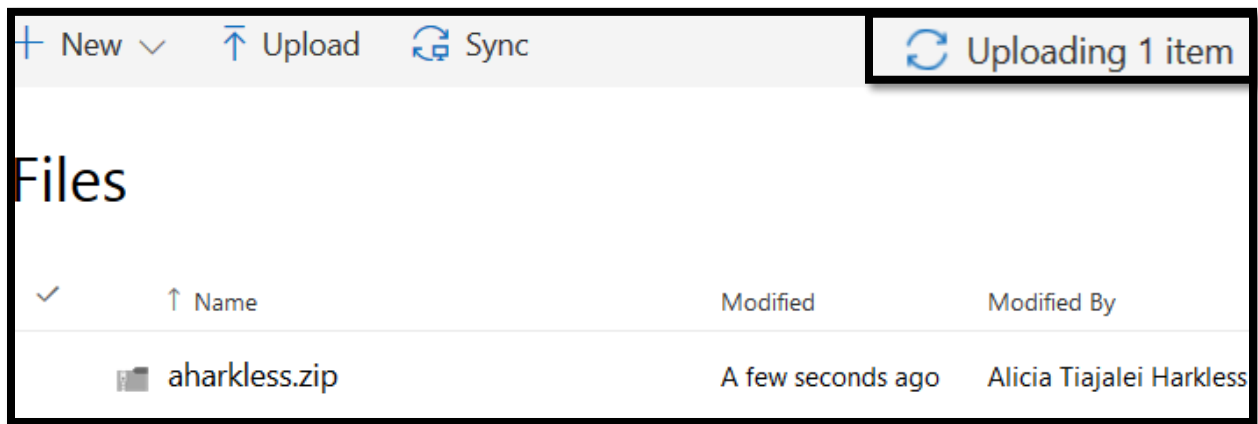 New Upload Sync Uploading 1 item
Files
Name Modified Modified By
aharkless.zip A few seconds ago Alicia Tiajalei Harkless